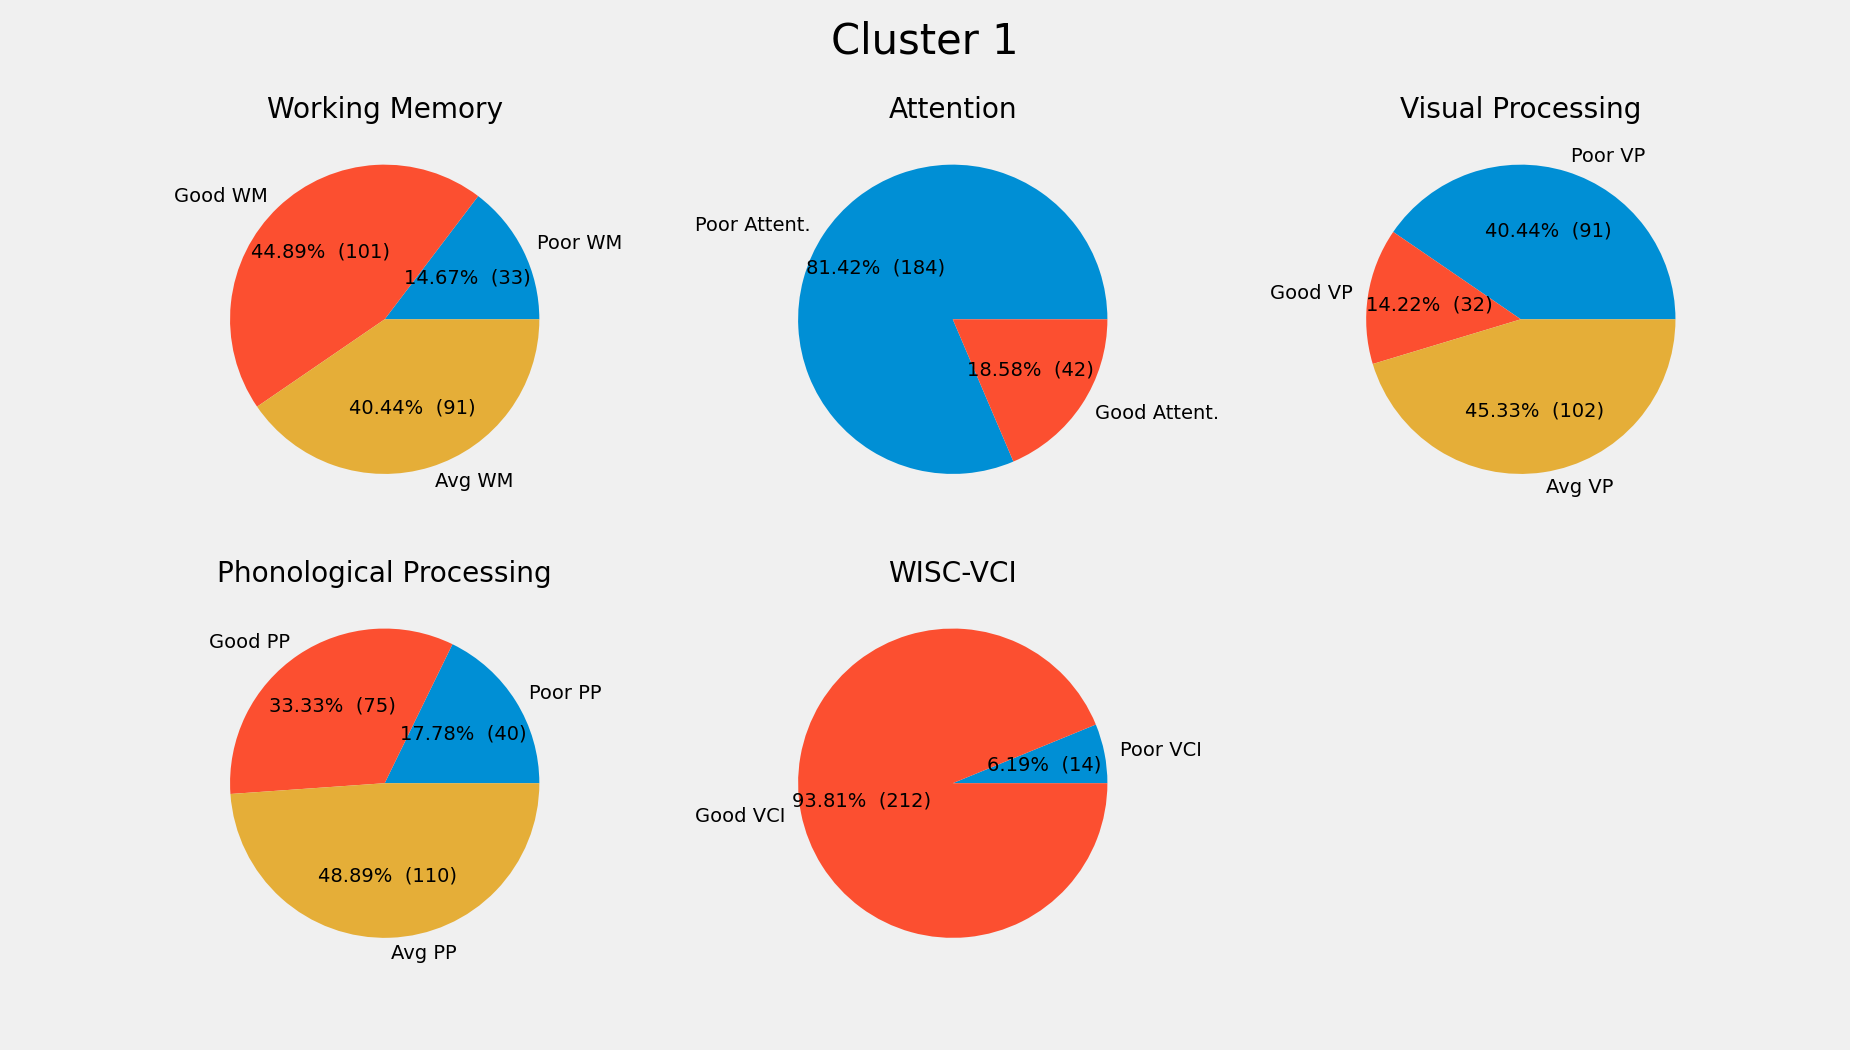 Cluster 1
Working Memory
Good WM
44.89% (101)
Poor WM
14.67% (33)
40.44% (91)
Avg WM
Attention
Poor Attent.
81.42% (184)
18.58% (42)
Good Attent.
Visual Processing
Poor VP
40.44% (91)
Good VP
14.22% (32)
45.33% (102)
Avg VP
Phonological Processing
Good PP
33.33% (75)
Poor PP
17.78% (40)
48.89% (110)
Avg PP
WISC-VCI
Poor VCI
6.19% (14)
93.81% (212)
Good VCI